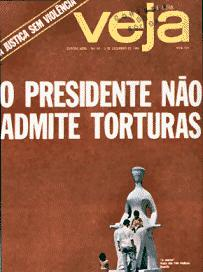 A JUSTIÇA SEM VIOLÊNCIA
veja
O PRESIDENTE NÃO
ADMITE TORTURAS